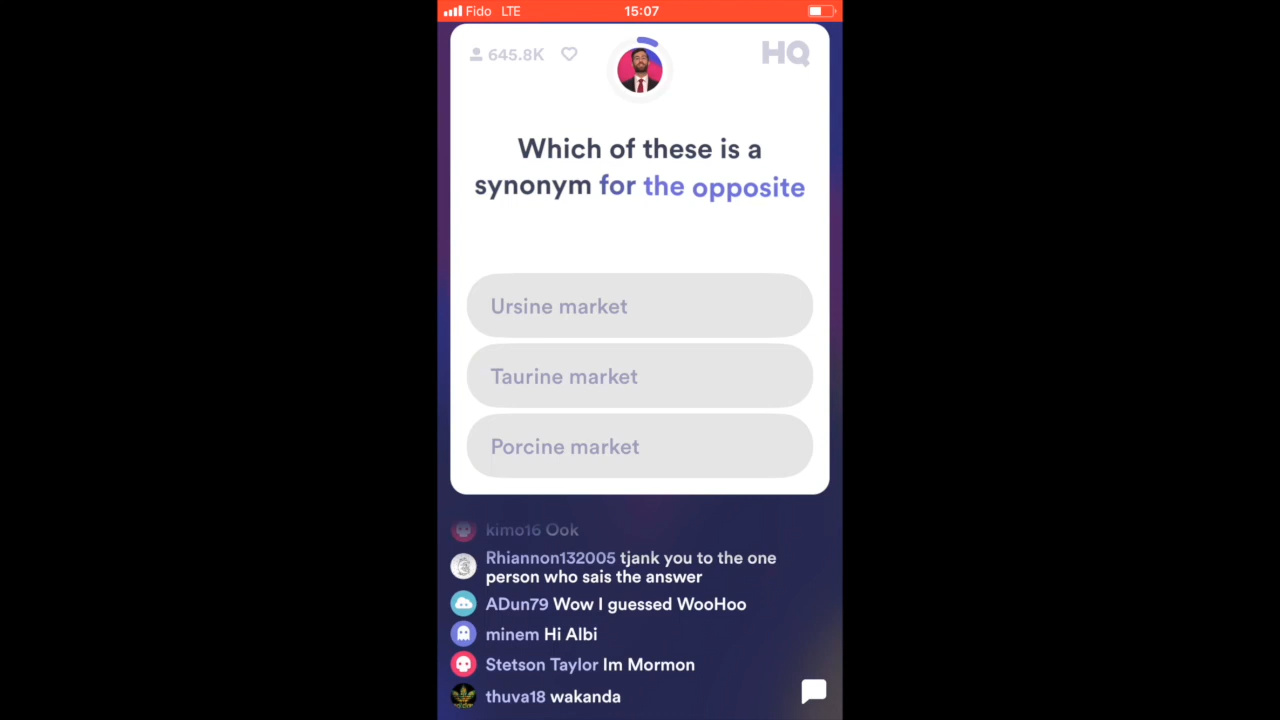 Fido LTE 15:07
645.8K HQ
Which of these is a
synonym for the opposite
Ursine market
Taurine market
Porcine market
kimo16 Ook
Rhiannon132005 tjank you to the one
person who sais the answer
ADun79 Wow I guessed WooHoo
minem Hi Albi
Stetson Taylor Im Mormon
thuva18 wakanda